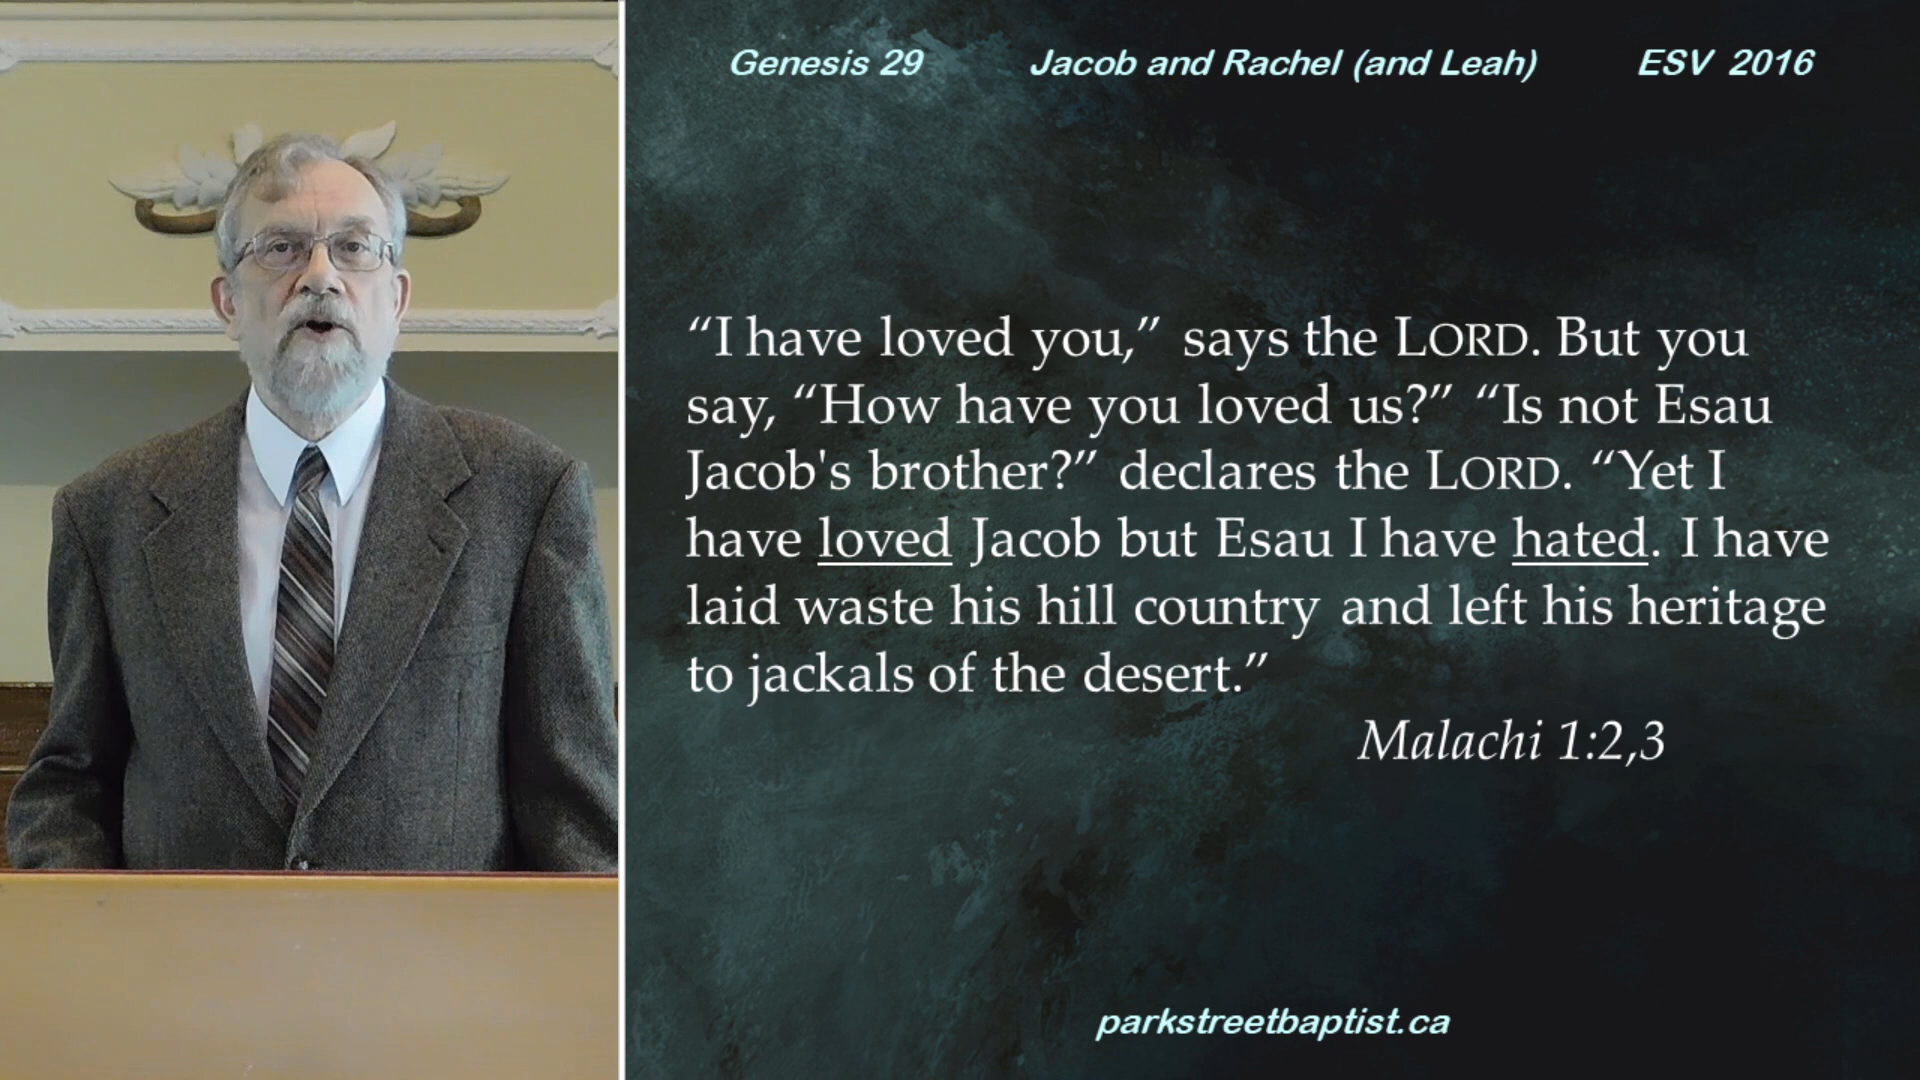 Genesis 29 Jacob and Rachel (and Leah) ESV 2016
“I have loved you,” says the LORD. But you
say, “How have you loved us?” “Is not Esau
Jacob's brother?” declares the LORD. “Yet I
have loved Jacob but Esau I have hated. I have
laid waste his hill country and left his heritage
to jackals of the desert.”
Malachi 1:2,3
parkstreetbaptist.ca